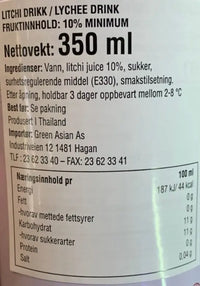 LITCHI DRIKK / LYCHEE DRINK
FRUKTINNHOLD: 10% MINIMUM
Nettovekt: 350 ml
Ingredienser: Vann, litchi juice 10%, sukker,
surhetsregulerende middel (E330), smakstilsetning.
Etter åpning, holdbar 3 dager oppbevart mellom 2-8 °C
Best før: Se pakning
Produsert I Thailand
Importør: Green Asian As
Industriveien 12 1481 Hagan
TLF : 23 62 33 40 – FAX: 23 62 33 41
Næringsinnhold pr 100 ml
Energi 187 kJ/ 44 kcal
Fett 0g
-hvorav mettede fettsyrer 0g
Karbohydrat 11 g
-hvorav sukkerarter 11 g
Protein 0g
Salt 0.04 g